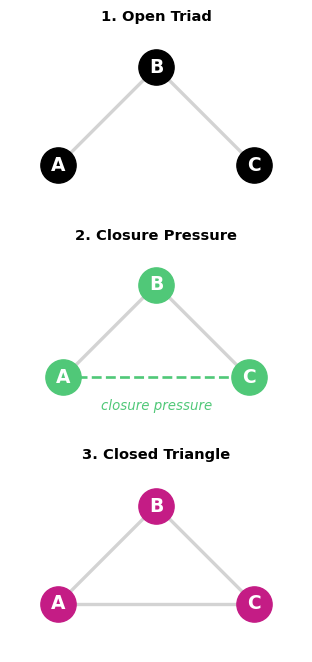 1. Open Triad
B
A
C
2. Closure Pressure
B
A
C
closure pressure
3. Closed Triangle
B
A
C